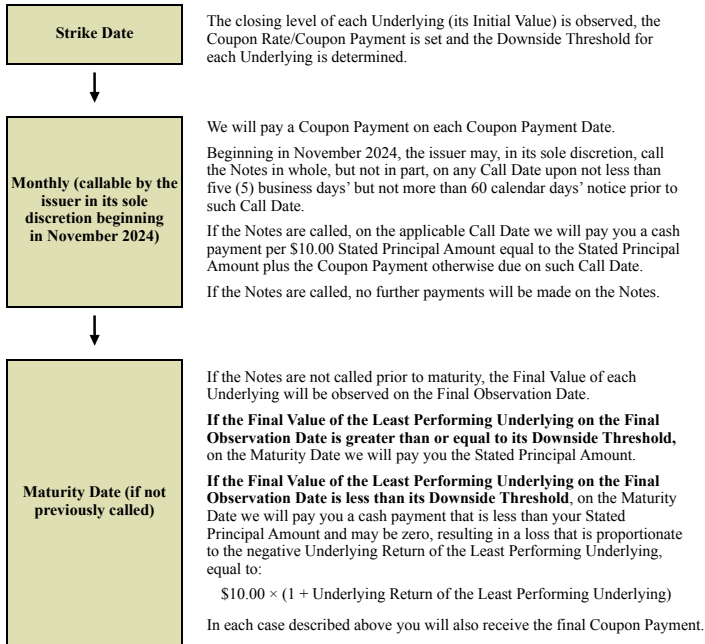 Strike Date
The closing level of each Underlying (its Initial Value) is observed, the
Coupon Rate/Coupon Payment is set and the Downside Threshold for
each Underlying is determined.
Monthly (callable by the
issuer in its sole
discretion beginning
in November 2024)
We will pay a Coupon Payment on each Coupon Payment Date.
Beginning in November 2024, the issuer may, in its sole discretion, call
the Notes in whole, but not in part, on any Call Date upon not less than
five (5) business days’ but not more than 60 calendar days’ notice prior to
such Call Date.
If the Notes are called, on the applicable Call Date we will pay you a cash
payment per $10.00 Stated Principal Amount equal to the Stated Principal
Amount plus the Coupon Payment otherwise due on such Call Date.
If the Notes are called, no further payments will be made on the Notes.
Maturity Date (if not
previously called)
If the Notes are not called prior to maturity, the Final Value of each
Underlying will be observed on the Final Observation Date.
If the Final Value of the Least Performing Underlying on the Final
Observation Date is greater than or equal to its Downside Threshold,
on the Maturity Date we will pay you the Stated Principal Amount.
If the Final Value of the Least Performing Underlying on the Final
Observation Date is less than its Downside Threshold, on the Maturity
Date we will pay you a cash payment that is less than your Stated
Principal Amount and may be zero, resulting in a loss that is proportionate
to the negative Underlying Return of the Least Performing Underlying,
equal to:
$10.00 × (1 + Underlying Return of the Least Performing Underlying)
In each case described above you will also receive the final Coupon Payment.